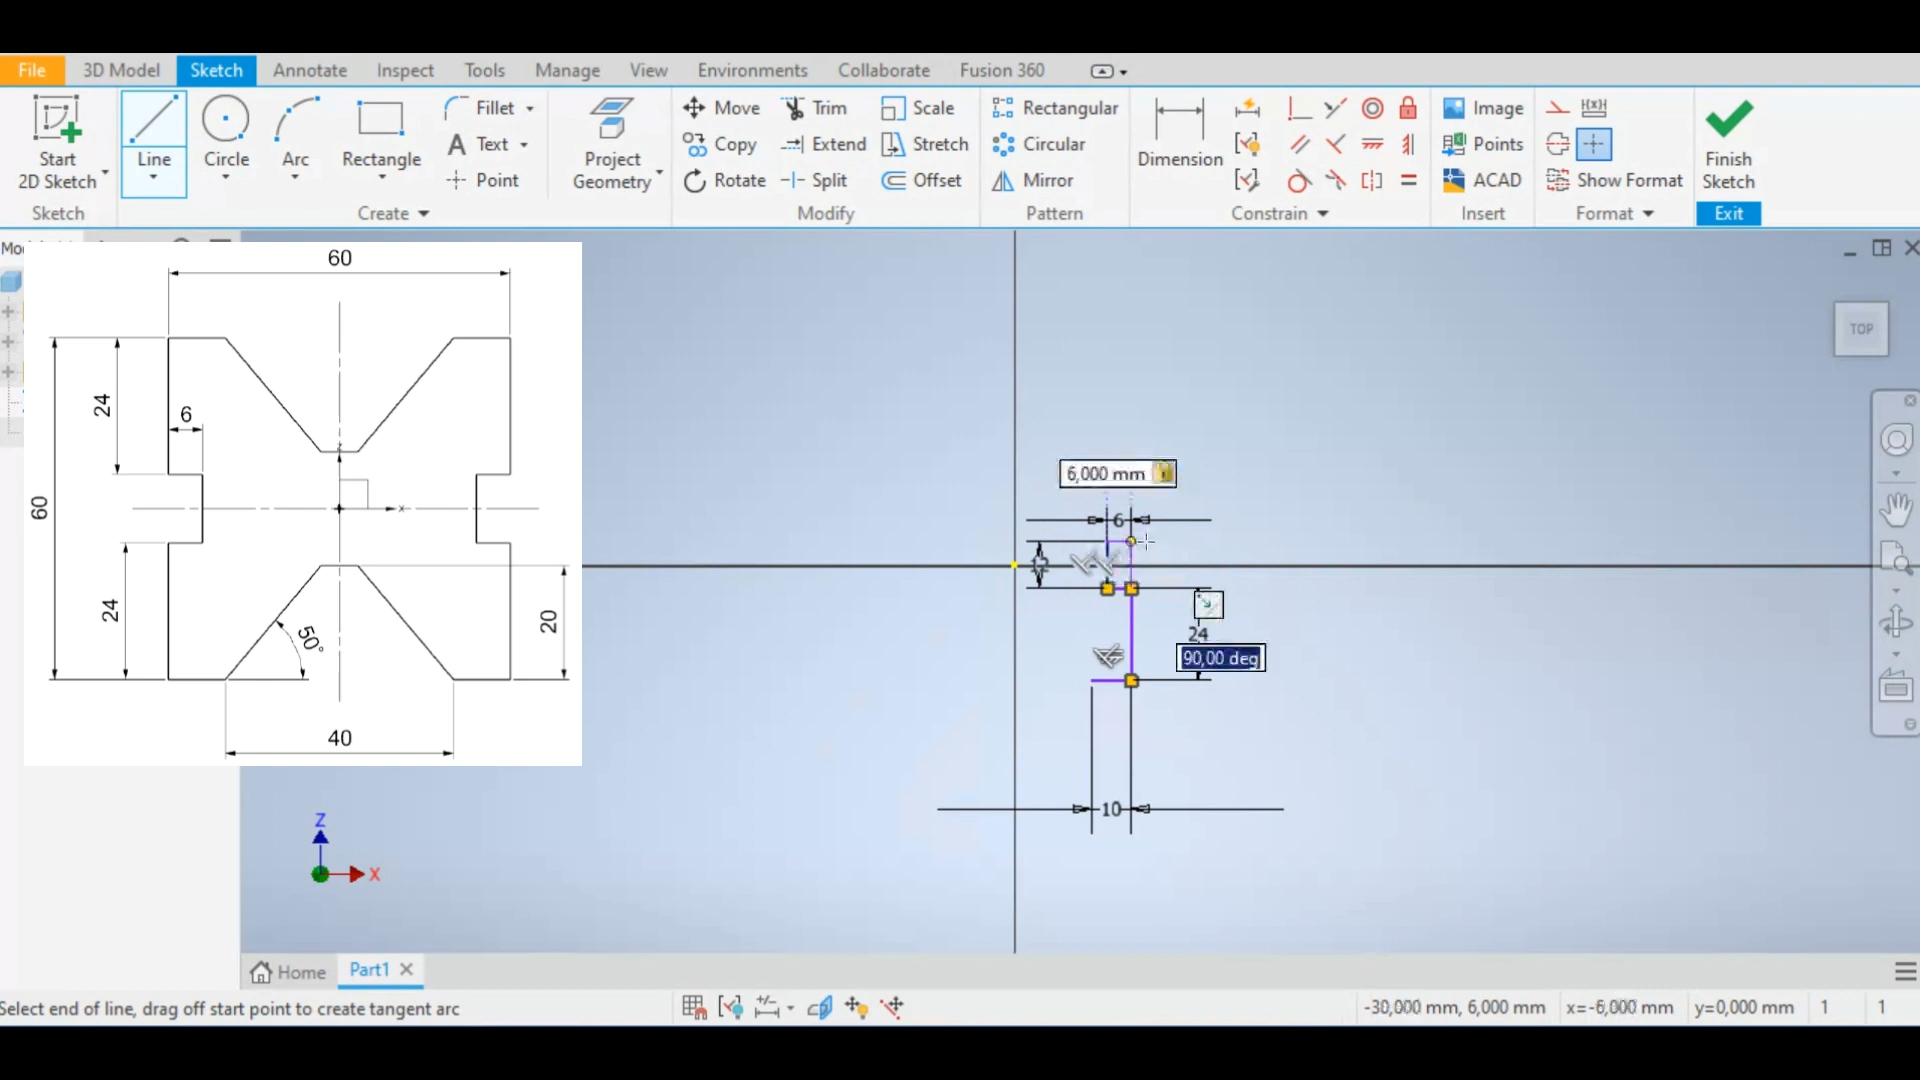 File 3D Model Sketch Annotate Inspect Tools Manage View Environments Collaborate Fusion 360
Start
2D Sketch
Line
Circle
Arc
Rectangle
Fillet
Text
Point
Project
Geometry
Move
Copy
Rotate
Trim
Extend
Split
Scale
Stretch
Offset
Rectangular
Circular
Mirror
Dimension
Image
Points
ACAD
Show Format
Finish
Sketch
Sketch Create Modify Pattern Constrain Insert Format Exit
60
24
6
60
x
24
50°
20
40
TOP
6,000 mm
6
24
90,00 deg
10
Z
X
Home Part1
Select end of line, drag off start point to create tangent arc
-30,000 mm, 6,000 mm x=-6,000 mm y=0,000 mm 1 1